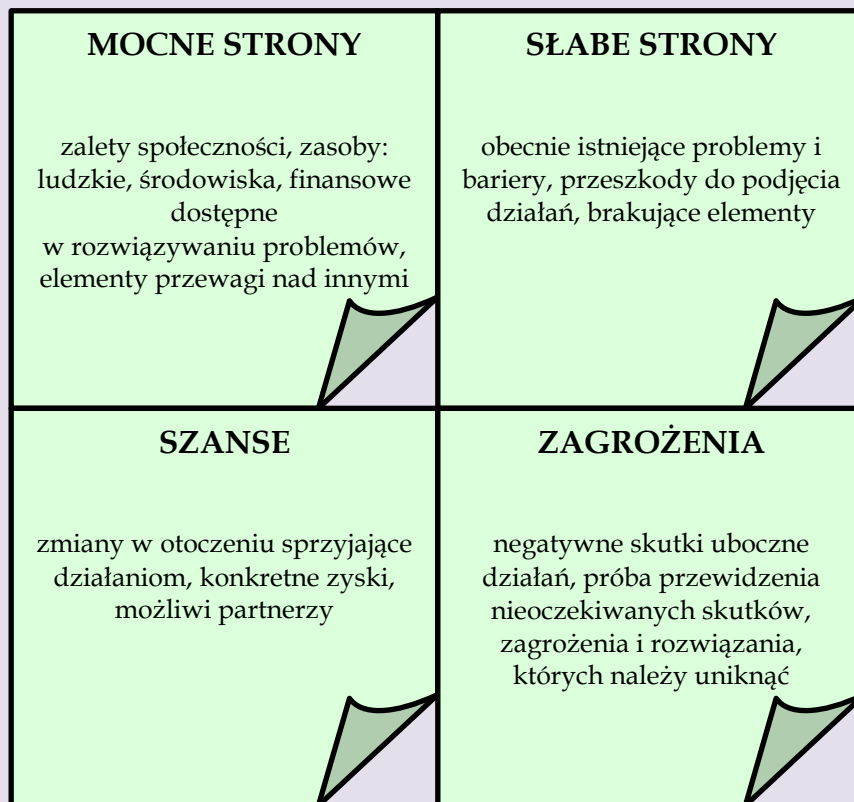 MOCNE STRONY
zalety społeczności, zasoby:
ludzkie, środowiska, finansowe
dostępne
w rozwiązywaniu problemów,
elementy przewagi nad innymi
SŁABE STRONY
obecnie istniejące problemy i
bariery, przeszkody do podjęcia
działań, brakujące elementy
SZANSE
zmiany w otoczeniu sprzyjające
działaniom, konkretne zyski,
możliwi partnerzy
ZAGROŻENIA
negatywne skutki uboczne
działań, próba przewidzenia
nieoczekiwanych skutków,
zagrożenia i rozwiązania,
których należy uniknąć